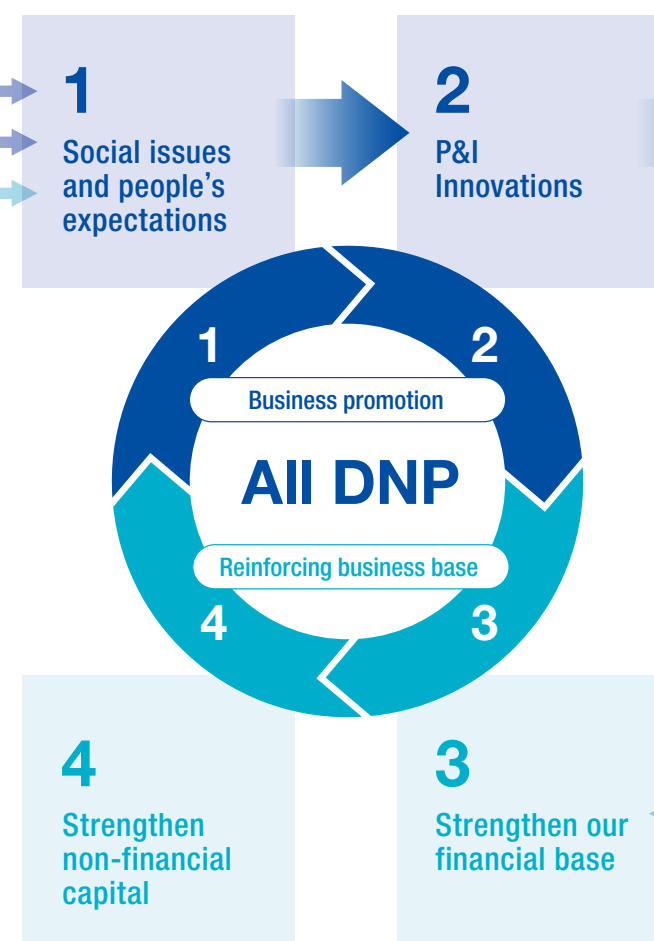 1
Social issues
and people's
expectations
2
P&I
Innovations
1
2
Business promotion
All DNP
Reinforcing business base
4
3
4
Strengthen
non-financial
capital
3
Strengthen our
financial base